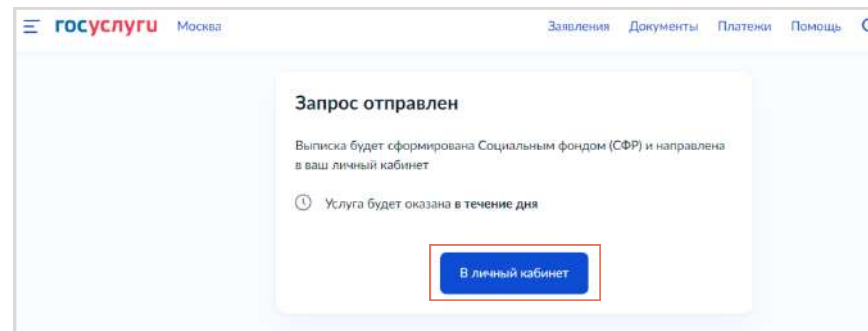 госуслуги Москва Заявления Документы Платежи Помощь
Запрос отправлен
Выписка будет сформирована Социальным фондом (СФР) и направлена
в ваш личный кабинет
Услуга будет оказана в течение дня
В личный кабинет